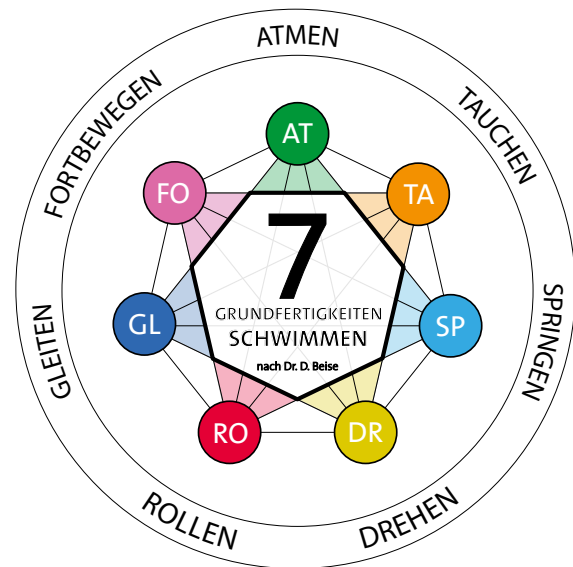 ATMEN
TAUCHEN
SPRINGEN
DREHEN
ROLLEN
GLEITEN
FORTBEWEGEN
AT
TA
SP
DR
RO
GL
FO
7
GRUNDFERTIGKEITEN
SCHWIMMEN
nach Dr. D. Beise